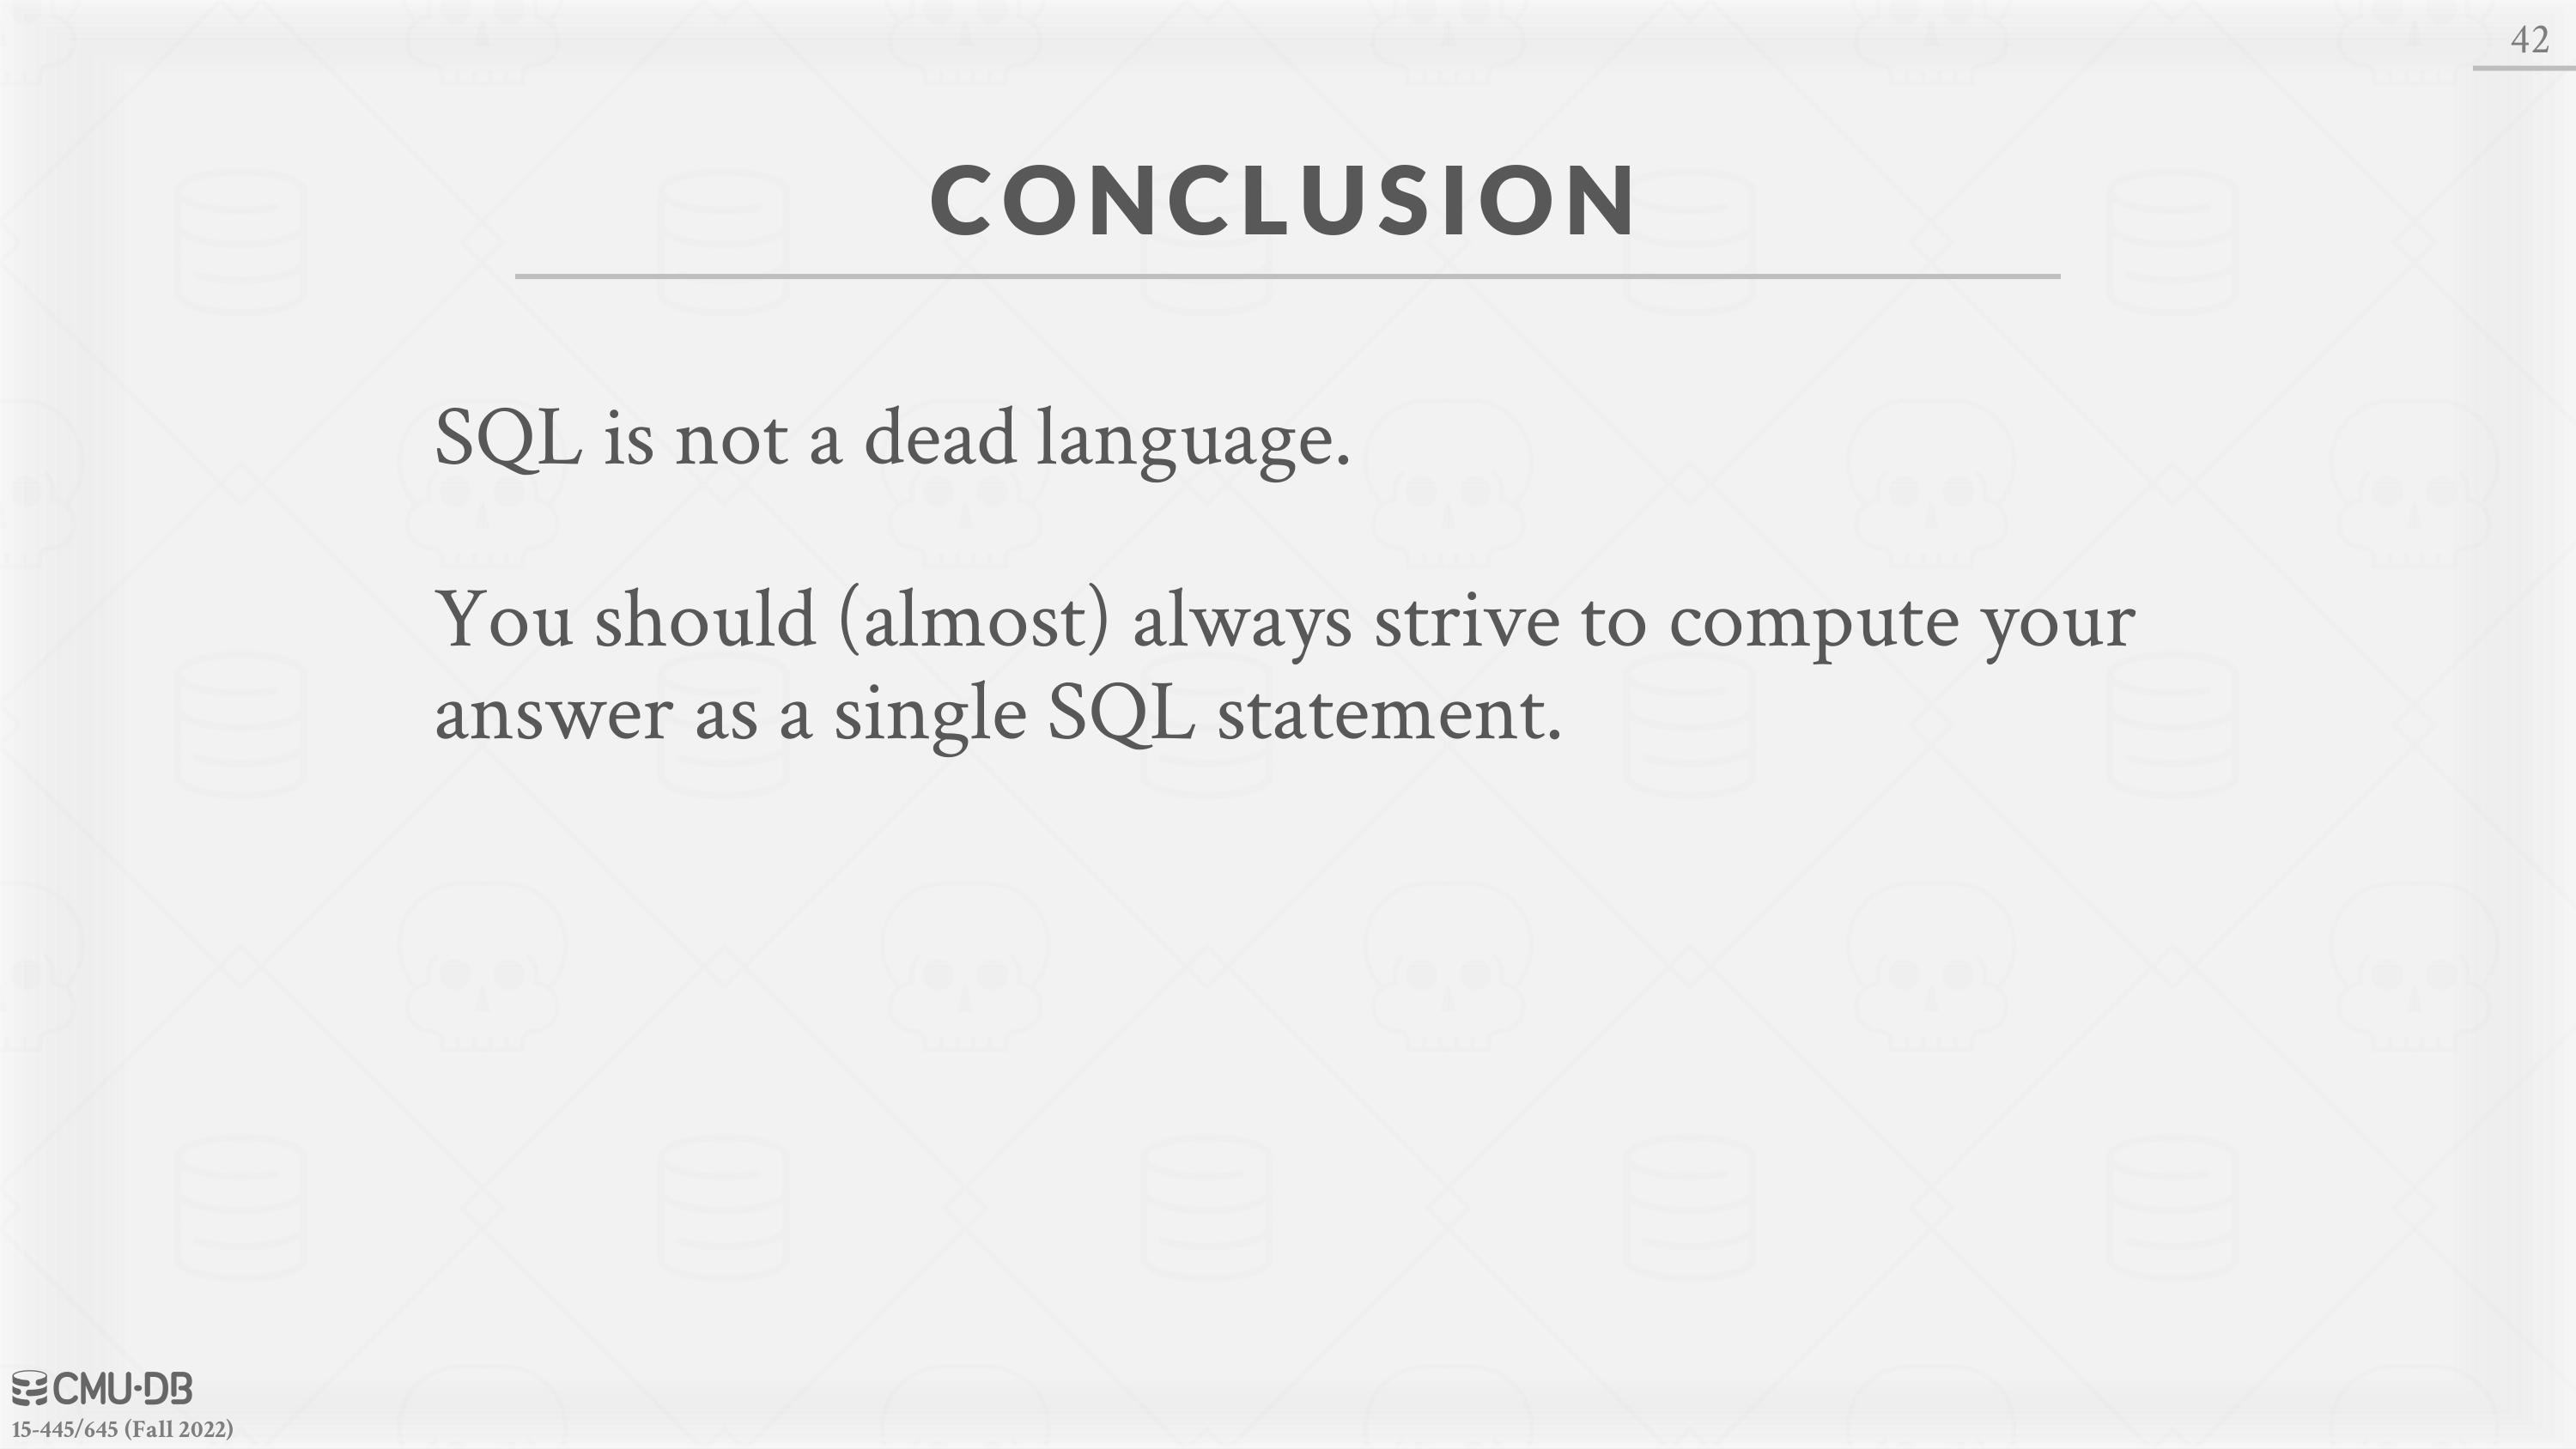 42
CONCLUSION
SQL is not a dead language.
You should (almost) always strive to compute your
answer as a single SQL statement.
CMU·DB
15-445/645 (Fall 2022)